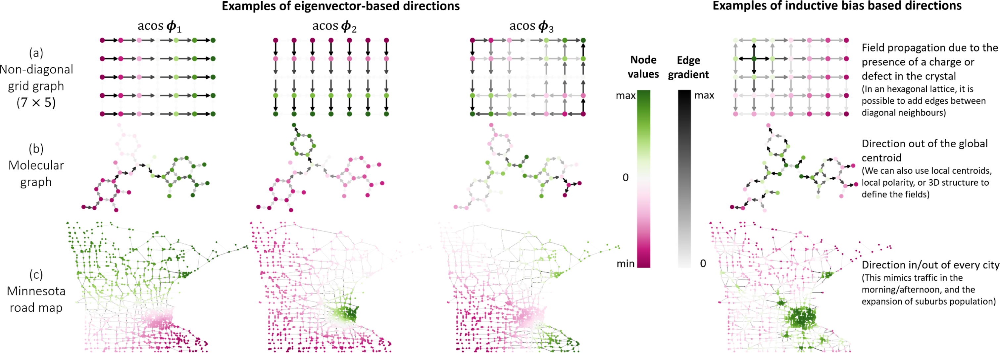 Examples of eigenvector-based directions
Examples of inductive bias based directions
acos ϕ₁
acos ϕ₂
acos ϕ₃
(a)
Non-diagonal
grid graph
(7 × 5)
Node
values
Edge
gradient
max
0
min
max
0
Field propagation due to the
presence of a charge or
defect in the crystal
(In an hexagonal lattice, it is
possible to add edges between
diagonal neighbours)
(b)
Molecular
graph
Direction out of the global
centroid
(We can also use local centroids,
local polarity, or 3D structure to
define the fields)
(c)
Minnesota
road map
Direction in/out of every city
(This mimics traffic in the
morning/afternoon, and the
expansion of suburbs population)